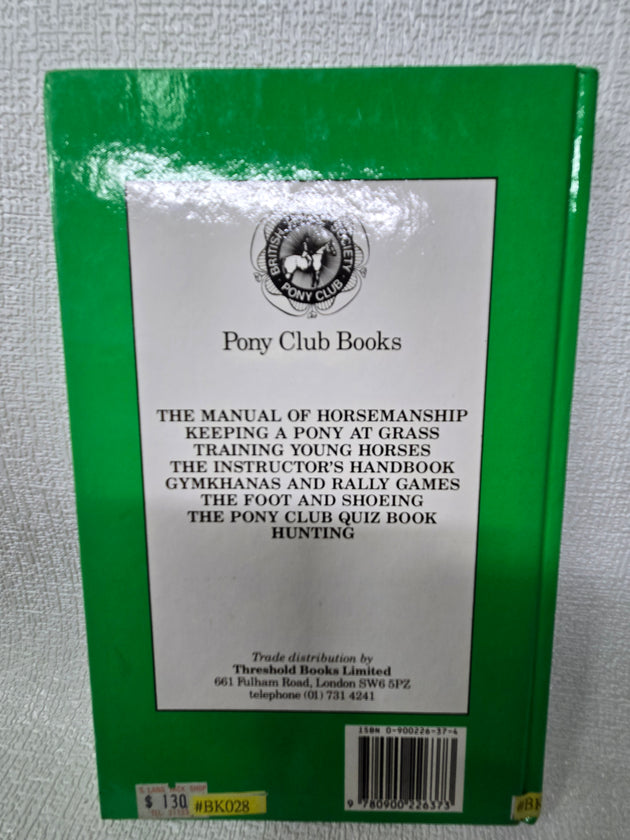 BRITISH HORSE SOCIETY
PONY CLUB
Pony Club Books
THE MANUAL OF HORSEMANSHIP
KEEPING A PONY AT GRASS
TRAINING YOUNG HORSES
THE INSTRUCTOR'S HANDBOOK
GYMKHANAS AND RALLY GAMES
THE FOOT AND SHOEING
THE PONY CLUB QUIZ BOOK
HUNTING
Trade distribution by
Threshold Books Limited
661 Fulham Road, London SW6 5PZ
telephone (01) 731 4241
ISBN 0-900226-37-4
9 780900 226373
TACK SHOP
$ 130
#BK028
#BK